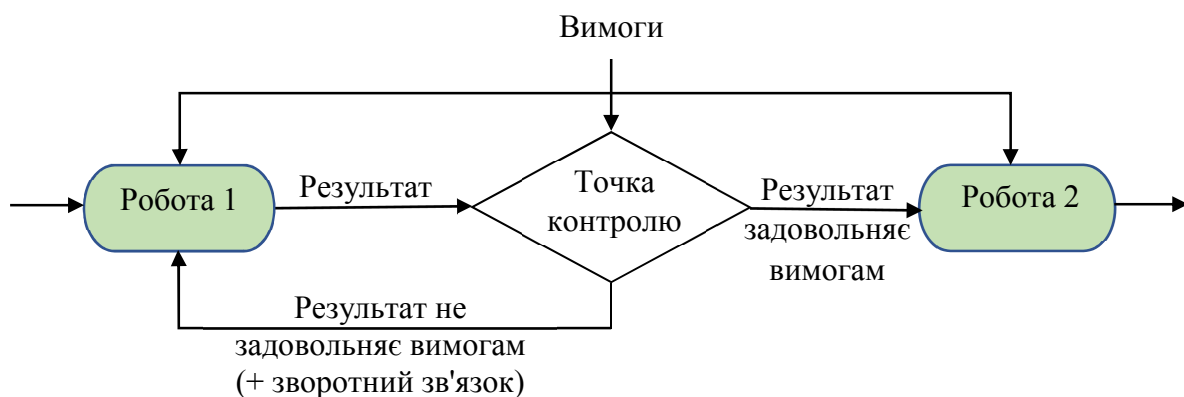 Вимоги
Робота 1
Результат
Точка
контролю
Результат
задовольняє
вимогам
Робота 2
Результат не
задовольняє вимогам
(+ зворотний зв'язок)